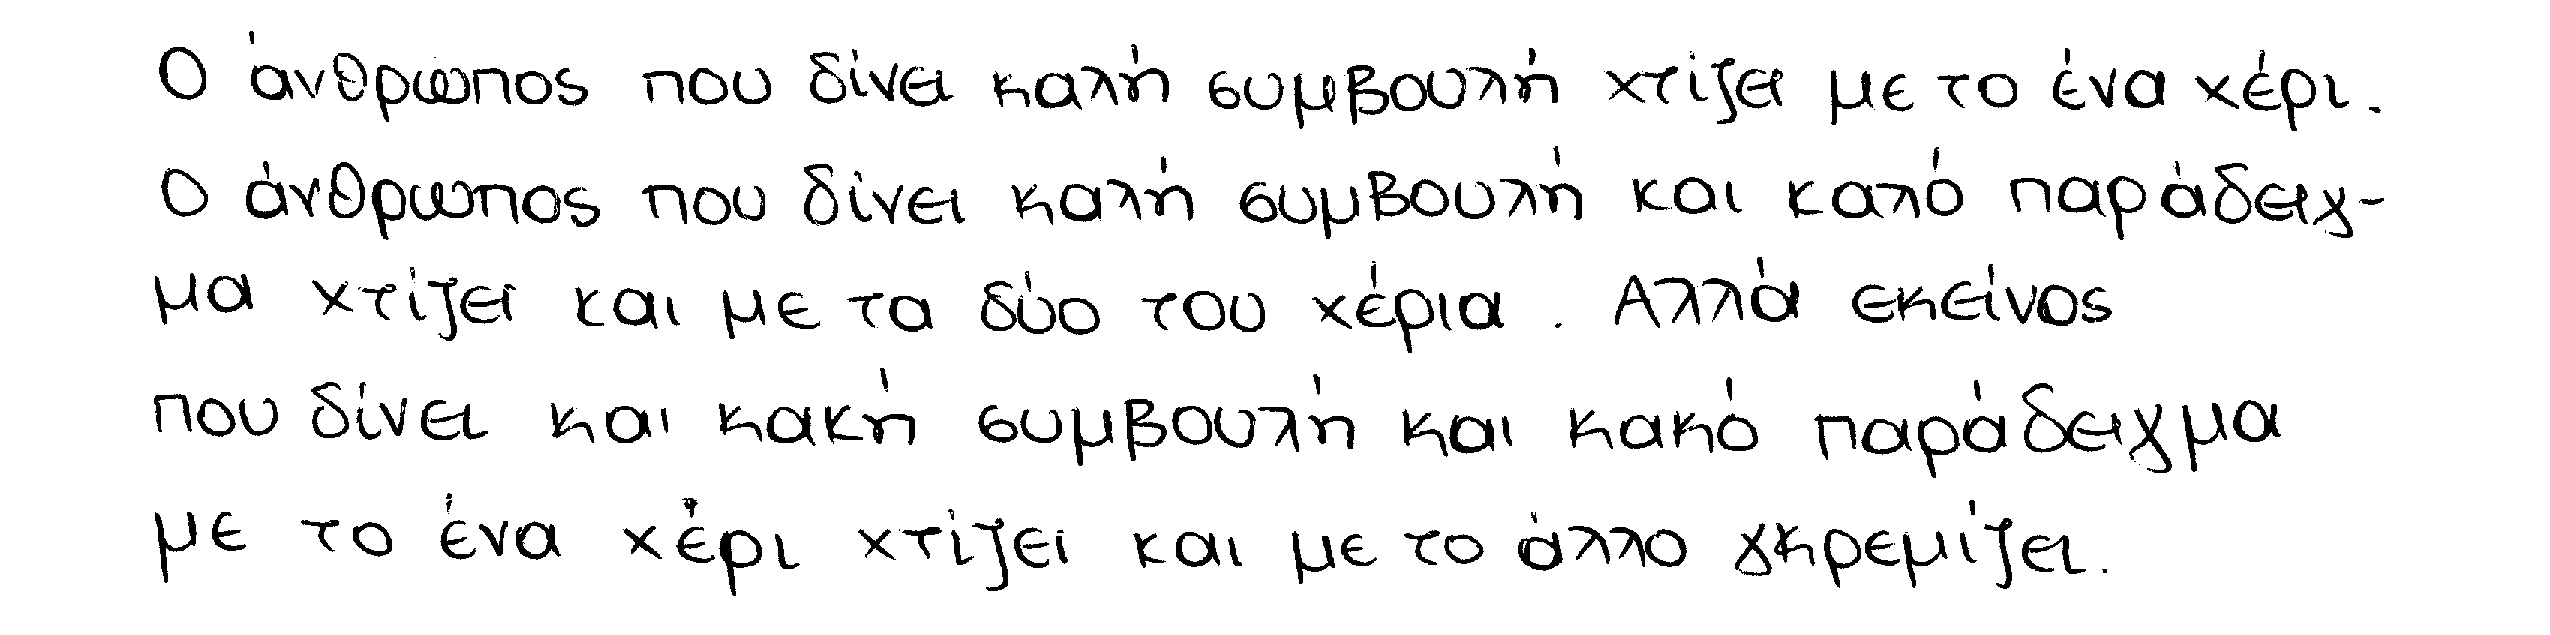 Ο άνθρωπος που δίνει καλή συμβουλή χτίζει με το ένα χέρι.
Ο άνθρωπος που δίνει καλή συμβουλή και καλό παράδειγ-
μα χτίζει και με τα δύο του χέρια. Αλλά εκείνος
που δίνει και κακή συμβουλή και κακό παράδειγμα
με το ένα χέρι χτίζει και με το άλλο γκρεμίζει.